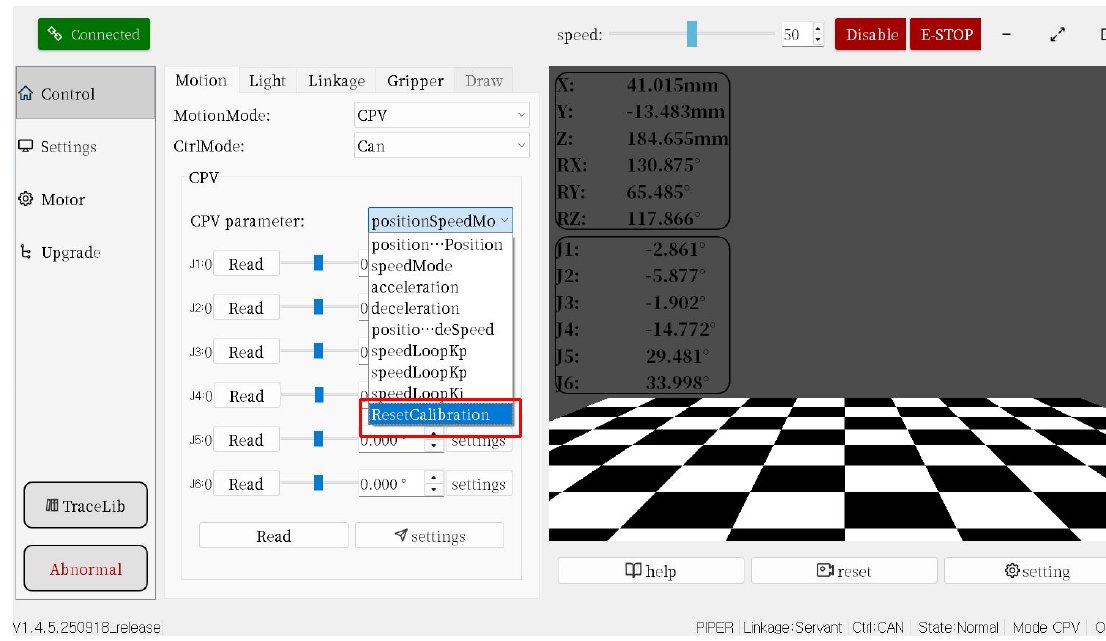 Connected
speed:
50
Disable
E-STOP
Control
Settings
Motor
Upgrade
TraceLib
Abnormal
Motion Light Linkage Gripper Draw
MotionMode: CPV
CtrlMode: Can
CPV
CPV parameter: positionSpeedMo
position⋯Position
speedMode
acceleration
deceleration
positio⋯deSpeed
speedLoopKp
speedLoopKp
speedLoopKi
ResetCalibration
J1:() Read 0
J2:() Read 0
J3:() Read 0
J4:() Read 0
J5:() Read 0.000 ° settings
J6:() Read 0.000 ° settings
Read settings
X: 41.015mm
Y: -13.483mm
Z: 184.655mm
RX: 130.875°
RY: 65.485°
RZ: 117.866°
J1: -2.861°
J2: -5.877°
J3: -1.902°
J4: -14.772°
J5: 29.481°
J6: 33.998°
help reset setting
V1.4.5.250918_release
PIPER Linkage:Servant Ctrl:CAN State:Normal Mode CPV